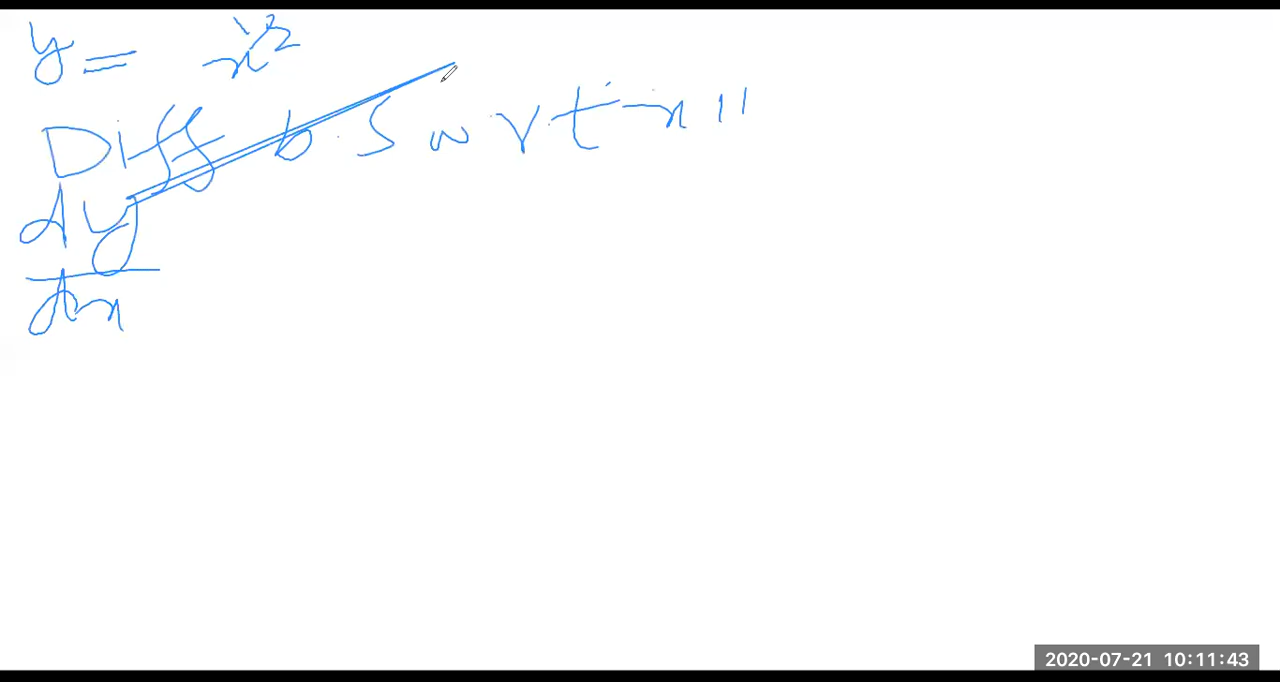 y = x²
Diff b.s w r t x "
dy
dx
2020-07-21 10:11:43